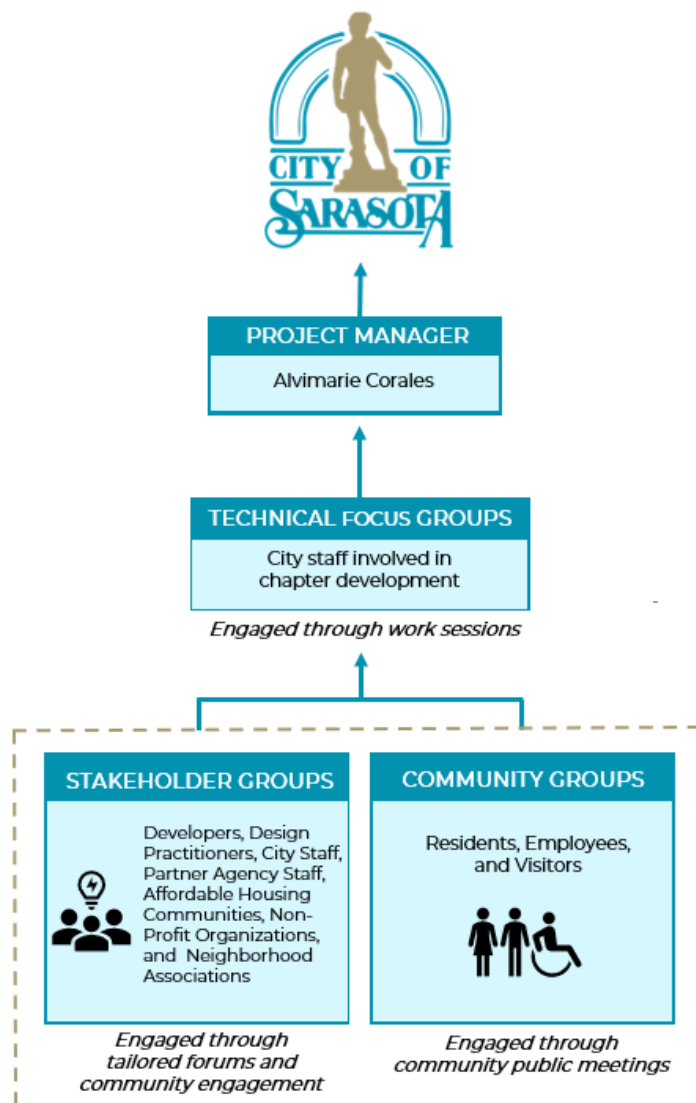 CITY OF
SARASOTA
PROJECT MANAGER
Alvimarie Corales
TECHNICAL FOCUS GROUPS
City staff involved in
chapter development
Engaged through work sessions
STAKEHOLDER GROUPS
Developers, Design
Practitioners, City Staff,
Partner Agency Staff,
Affordable Housing
Communities, Non-
Profit Organizations,
and Neighborhood
Associations
Engaged through
tailored forums and
community engagement
COMMUNITY GROUPS
Residents, Employees,
and Visitors
Engaged through
community public meetings